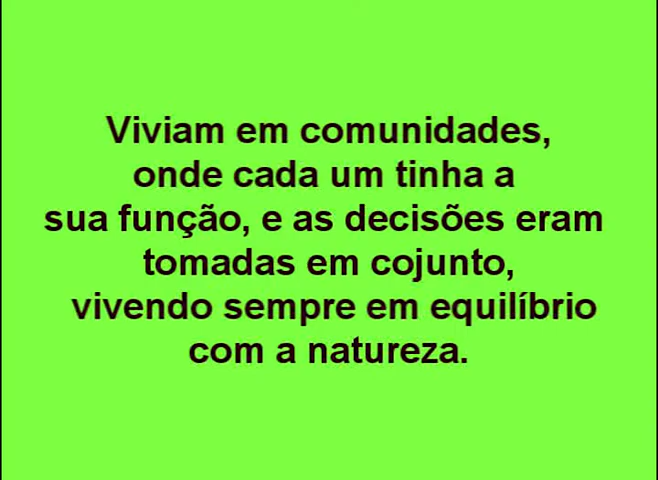 Viviam em comunidades,
onde cada um tinha a
sua função, e as decisões eram
tomadas em cojunto,
vivendo sempre em equilíbrio
com a natureza.